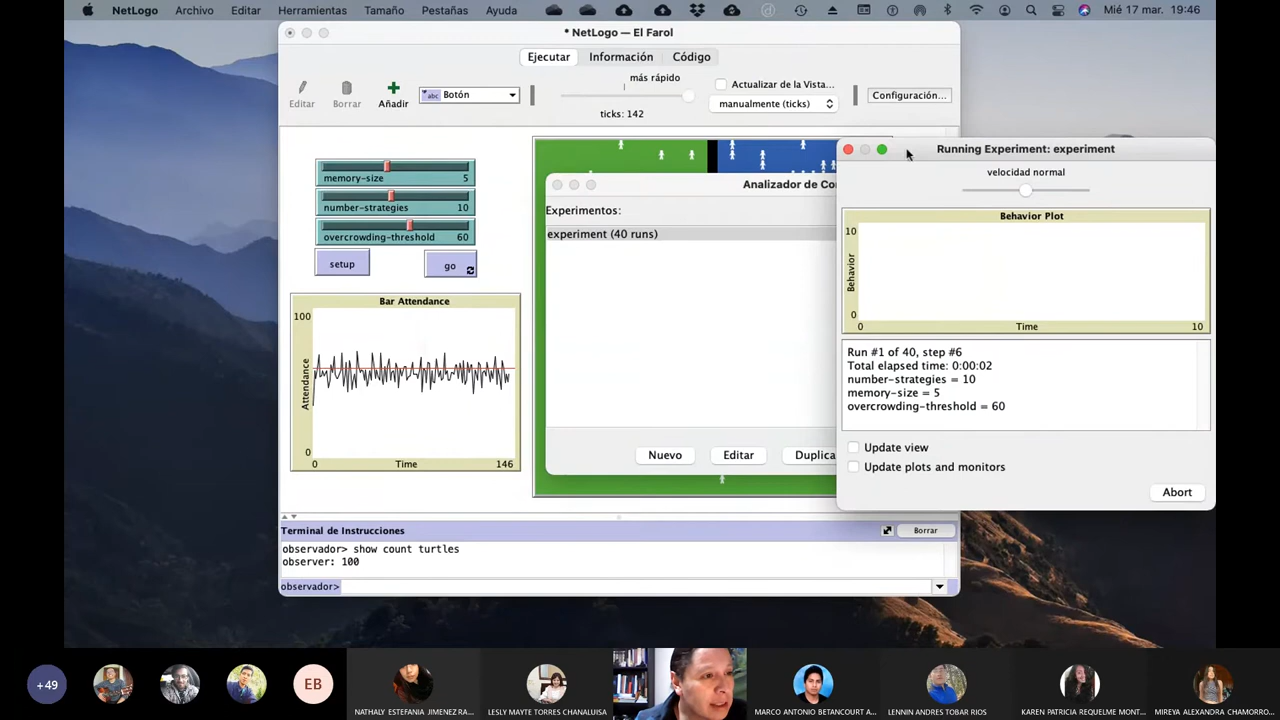 NetLogo Archivo Editar Herramientas Tamaño Pestañas Ayuda Mié 17 mar. 19:46
* NetLogo — El Farol
Ejecutar Información Código
Editar Borrar Añadir abc Botón más rápido ticks: 142 Actualizar de la Vista... manualmente (ticks) Configuración...
memory-size 5
number-strategies 10
overcrowding-threshold 60
setup go
Bar Attendance
100
Attendance
0
0 Time 146
Analizador de Co
Experimentos:
experiment (40 runs)
Nuevo Editar Duplica
Running Experiment: experiment
velocidad normal
Behavior Plot
10
Behavior
0
0 Time 10
Run #1 of 40, step #6
Total elapsed time: 0:00:02
number-strategies = 10
memory-size = 5
overcrowding-threshold = 60
Update view
Update plots and monitors
Abort
Terminal de Instrucciones Borrar
observador> show count turtles
observer: 100
observador>
+49 EB
NATHALY ESTEFANIA JIMENEZ RA... LESLY MAYTE TORRES CHANALUISA MARCO ANTONIO BETANCOURT A... LENNIN ANDRES TOBAR RIOS KAREN PATRICIA REQUELME MONT... MIREYA ALEXANDRA CHAMORRO...